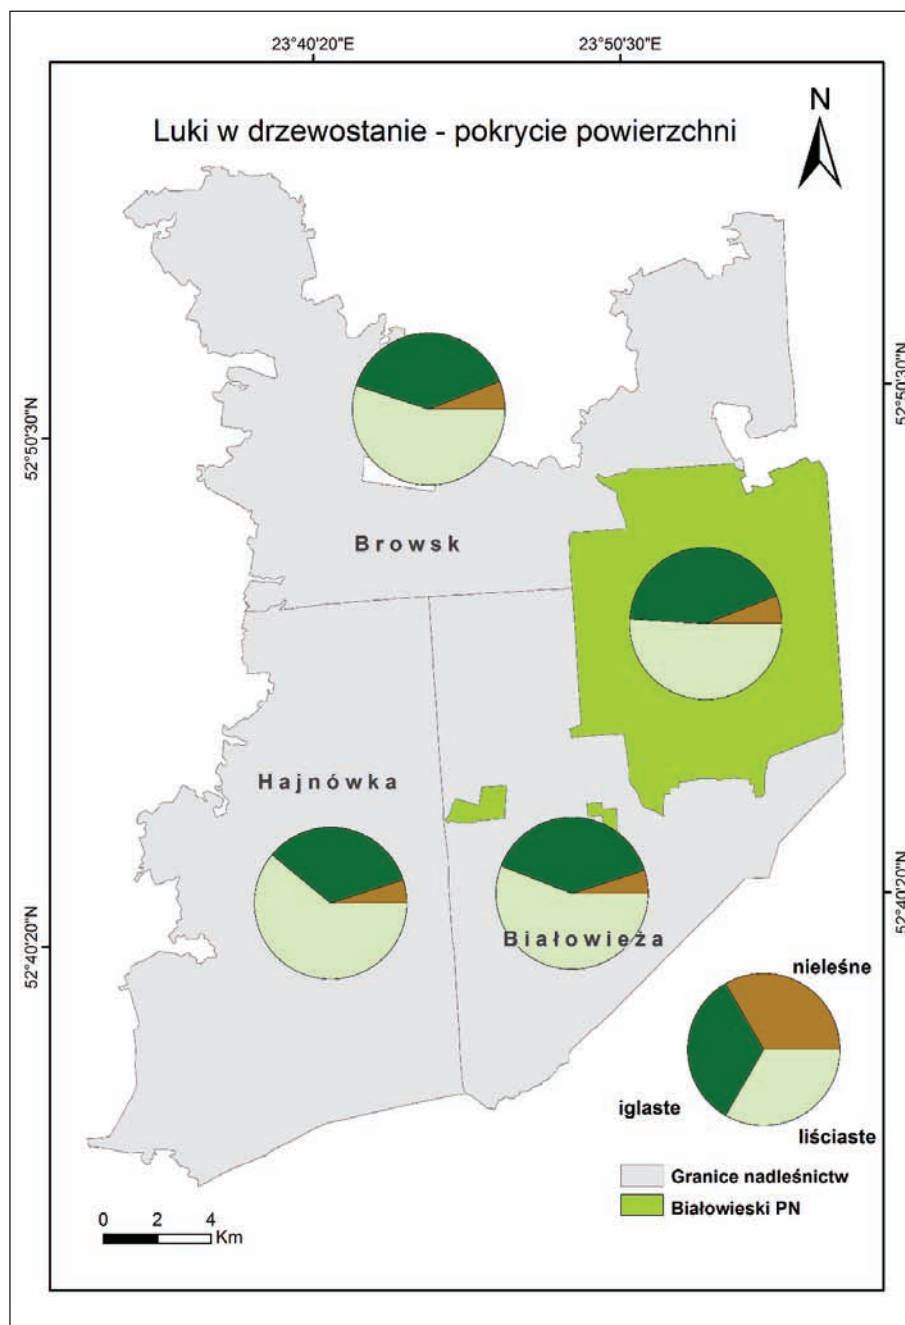 23°40'20"E
23°50'30"E
Luki w drzewostanie - pokrycie powierzchni
N
52°50'30"N
52°50'30"N
Browsk
Hajnówka
Białowieża
52°40'20"N
52°40'20"N
nieleśne
iglaste
liściaste
Granice nadleśnictw
Białowieski PN
0 2 4
Km